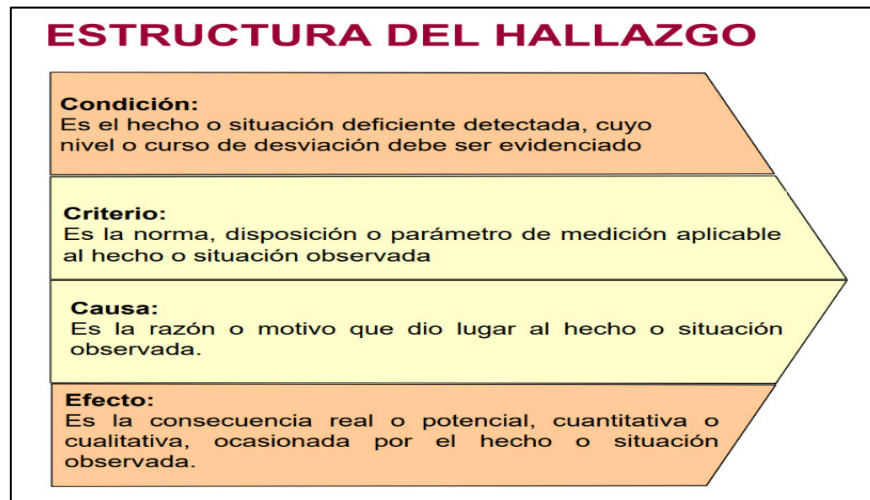 ESTRUCTURA DEL HALLAZGO
Condición:
Es el hecho o situación deficiente detectada, cuyo
nivel o curso de desviación debe ser evidenciado
Criterio:
Es la norma, disposición o parámetro de medición aplicable
al hecho o situación observada
Causa:
Es la razón o motivo que dio lugar al hecho o situación
observada.
Efecto:
Es la consecuencia real o potencial, cuantitativa o
cualitativa, ocasionada por el hecho o situación
observada.